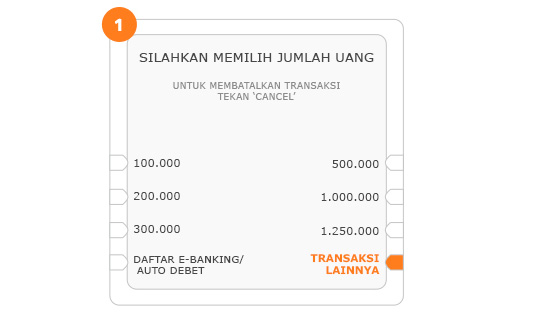 1
SILAHKAN MEMILIH JUMLAH UANG
UNTUK MEMBATALKAN TRANSAKSI
TEKAN 'CANCEL'
100.000
500.000
200.000
1.000.000
300.000
1.250.000
DAFTAR E-BANKING/
AUTO DEBET
TRANSAKSI
LAINNYA